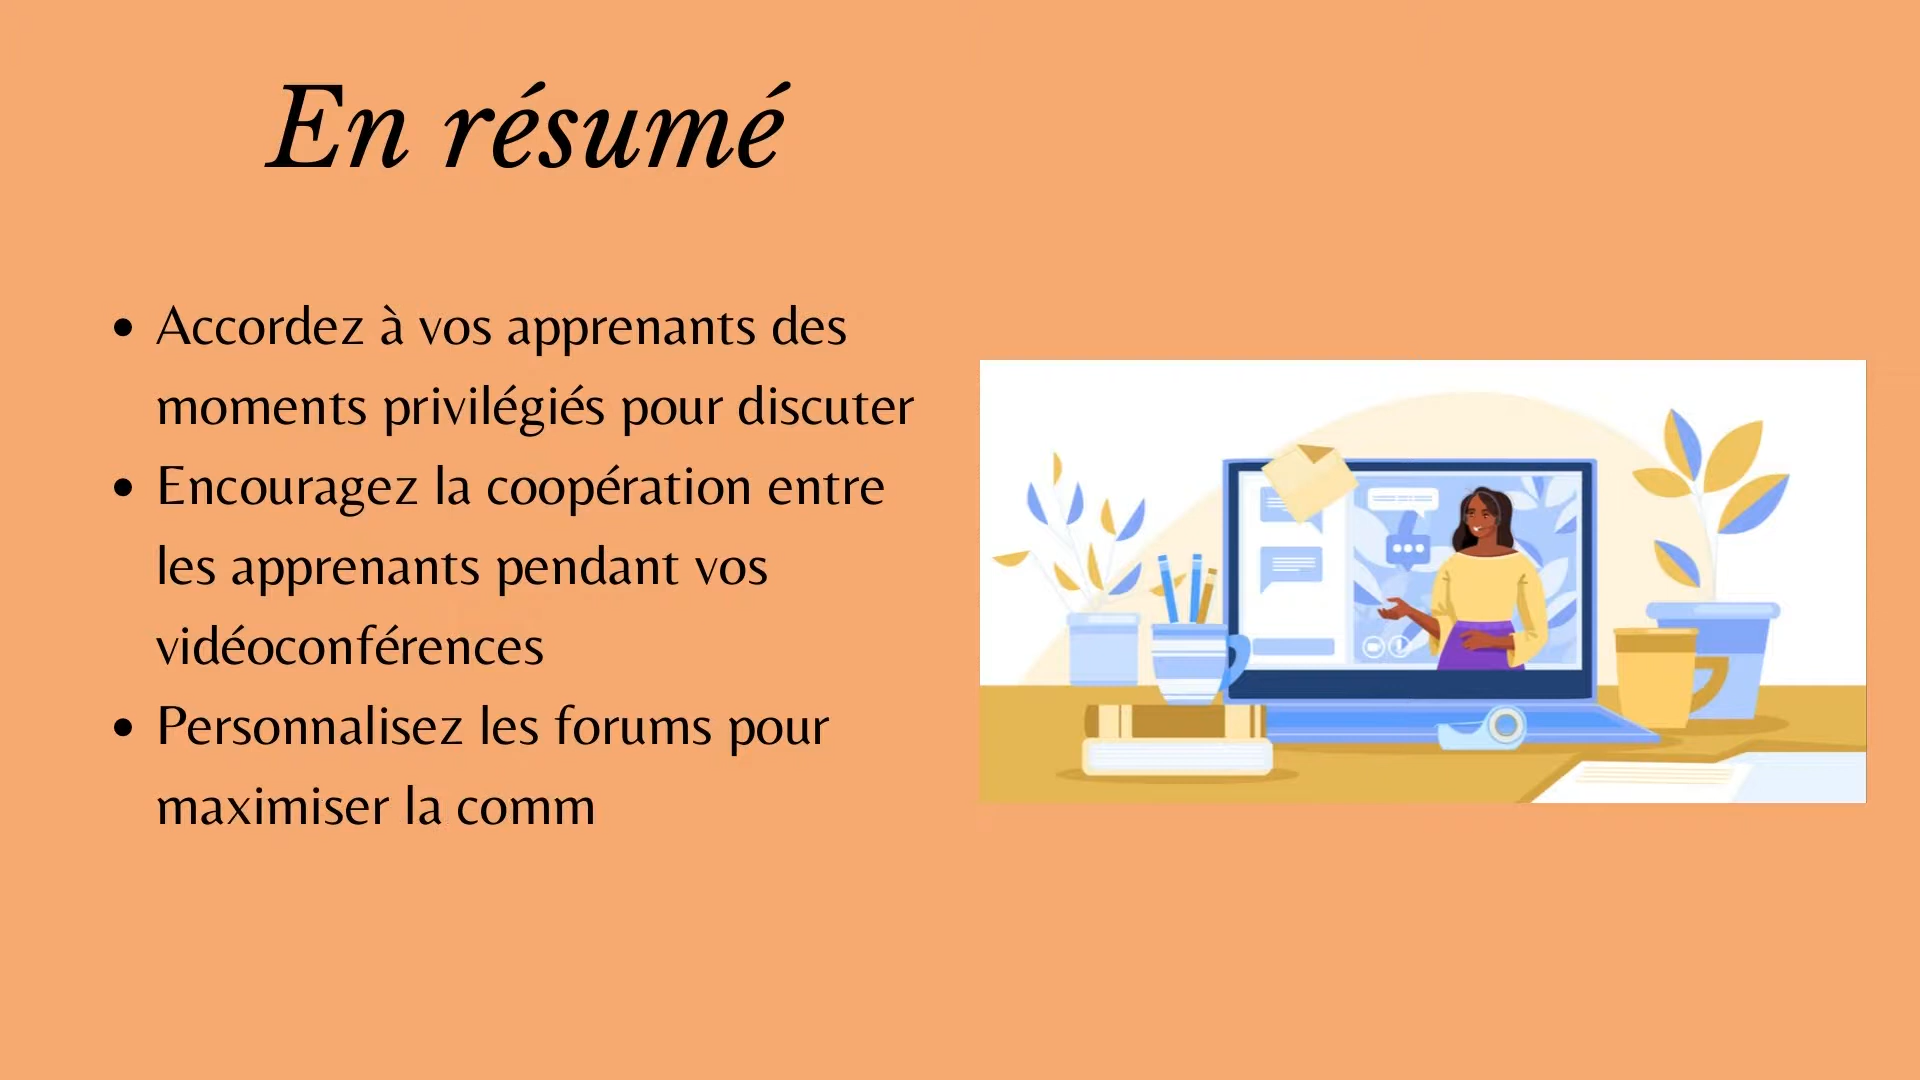 En résumé
• Accordez à vos apprenants des
moments privilégiés pour discuter
• Encouragez la coopération entre
les apprenants pendant vos
vidéoconférences
• Personnalisez les forums pour
maximiser la comm